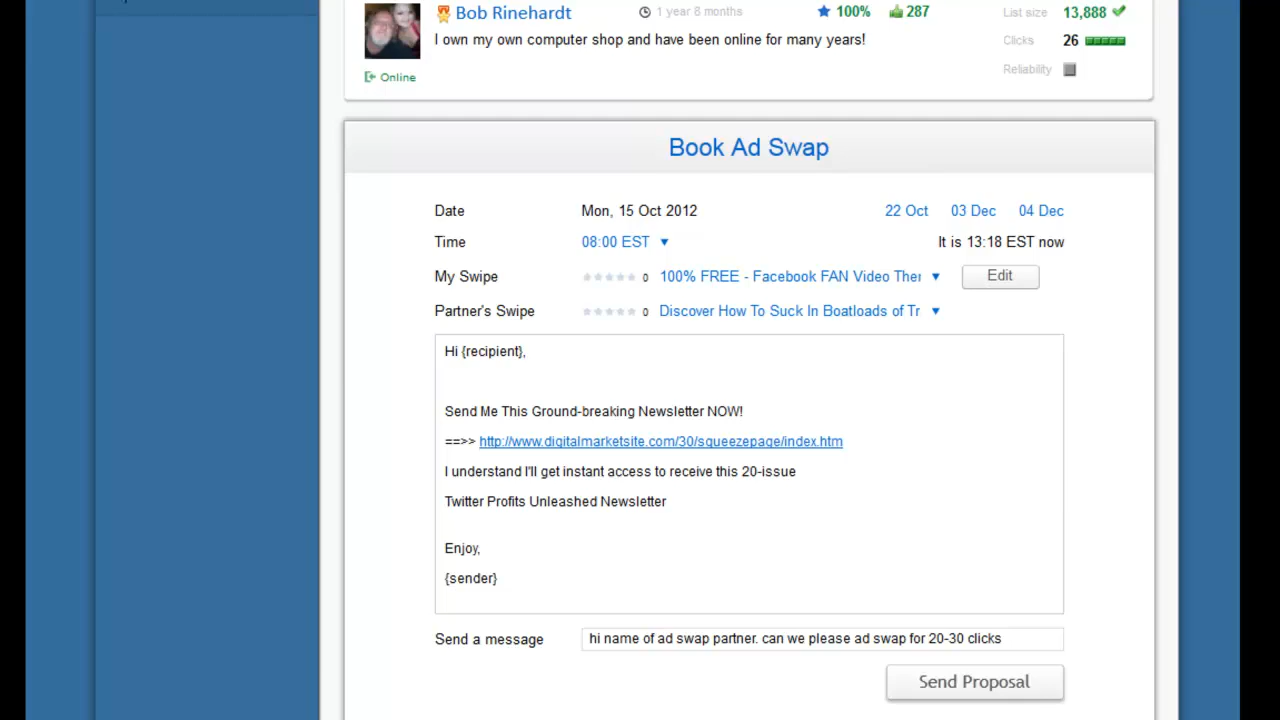 Bob Rinehardt 1 year 8 months 100% 287 List size 13,888
I own my own computer shop and have been online for many years! Clicks 26
Online Reliability
Book Ad Swap
Date Mon, 15 Oct 2012 22 Oct 03 Dec 04 Dec
Time 08:00 EST It is 13:18 EST now
My Swipe 0 100% FREE - Facebook FAN Video Ther Edit
Partner's Swipe 0 Discover How To Suck In Boatloads of Tr
Hi {recipient},
Send Me This Ground-breaking Newsletter NOW!
==>> http://www.digitalmarketsite.com/30/squeezepage/index.htm
I understand I'll get instant access to receive this 20-issue
Twitter Profits Unleashed Newsletter
Enjoy,
{sender}
Send a message hi name of ad swap partner. can we please ad swap for 20-30 clicks
Send Proposal